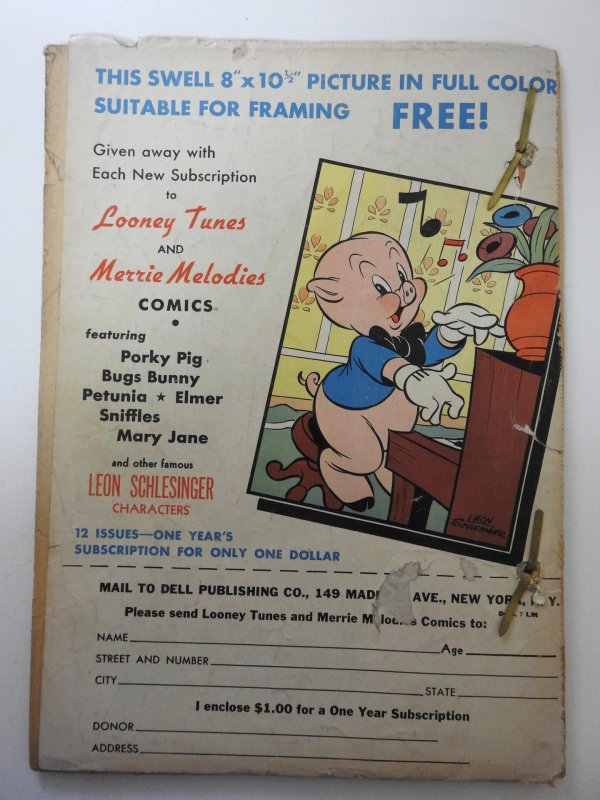 THIS SWELL 8"x10½" PICTURE IN FULL COLOR
SUITABLE FOR FRAMING FREE!
Given away with
Each New Subscription
to
Looney Tunes
AND
Merrie Melodies
COMICS
•
featuring
Porky Pig
Bugs Bunny
Petunia ★ Elmer
Sniffles
Mary Jane
and other famous
LEON SCHLESINGER
CHARACTERS
12 ISSUES—ONE YEAR'S
SUBSCRIPTION FOR ONLY ONE DOLLAR
LEON
SCHLESINGER
MAIL TO DELL PUBLISHING CO., 149 AVE., NEW YORK, N.Y.
7 LM
Please send Looney Tunes and Merrie Melodies Comics to:
NAME Age
STREET AND NUMBER
CITY STATE
I enclose $1.00 for a One Year Subscription
DONOR
ADDRESS